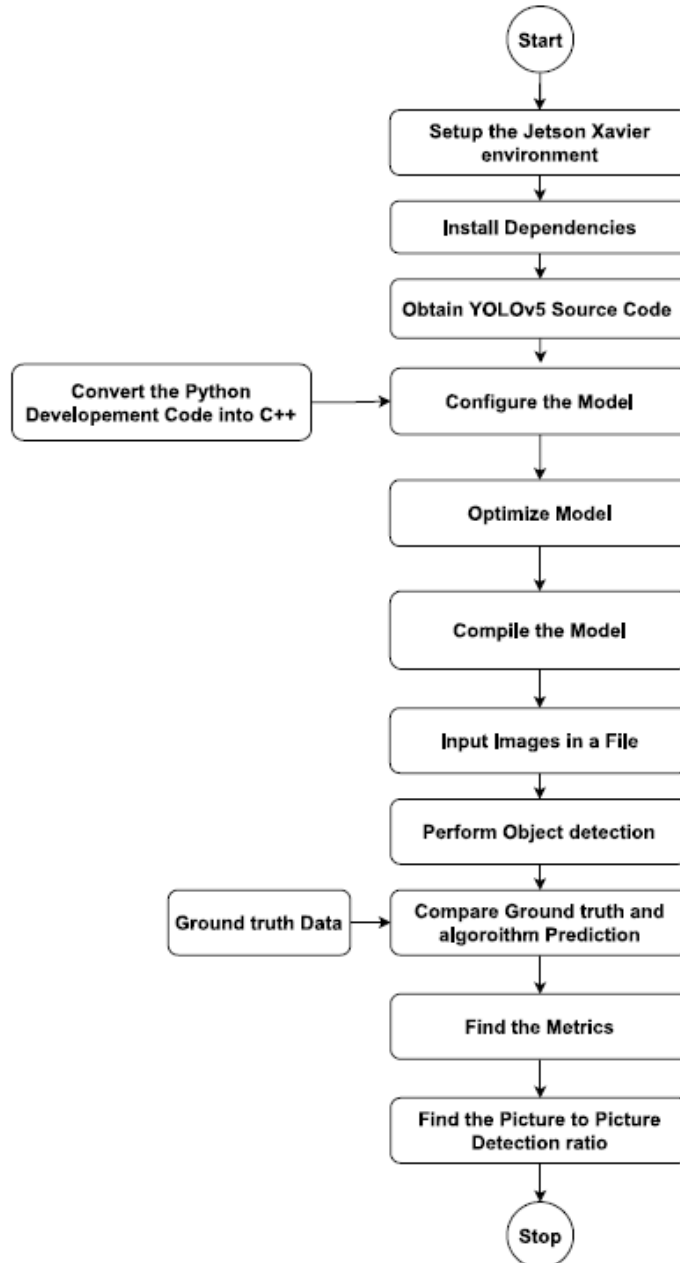 Start
Setup the Jetson Xavier
environment
Install Dependencies
Obtain YOLOv5 Source Code
Convert the Python
Developement Code into C++
Configure the Model
Optimize Model
Compile the Model
Input Images in a File
Perform Object detection
Ground truth Data
Compare Ground truth and
algoroithm Prediction
Find the Metrics
Find the Picture to Picture
Detection ratio
Stop